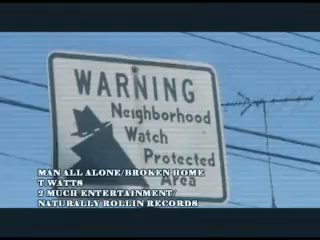 WARNING
Neighborhood
Watch
Protected
Area
MAN ALL ALONE/BROKEN HOME
T WATTS
2 MUCH ENTERTAINMENT/
NATURALLY ROLLIN RECORDS